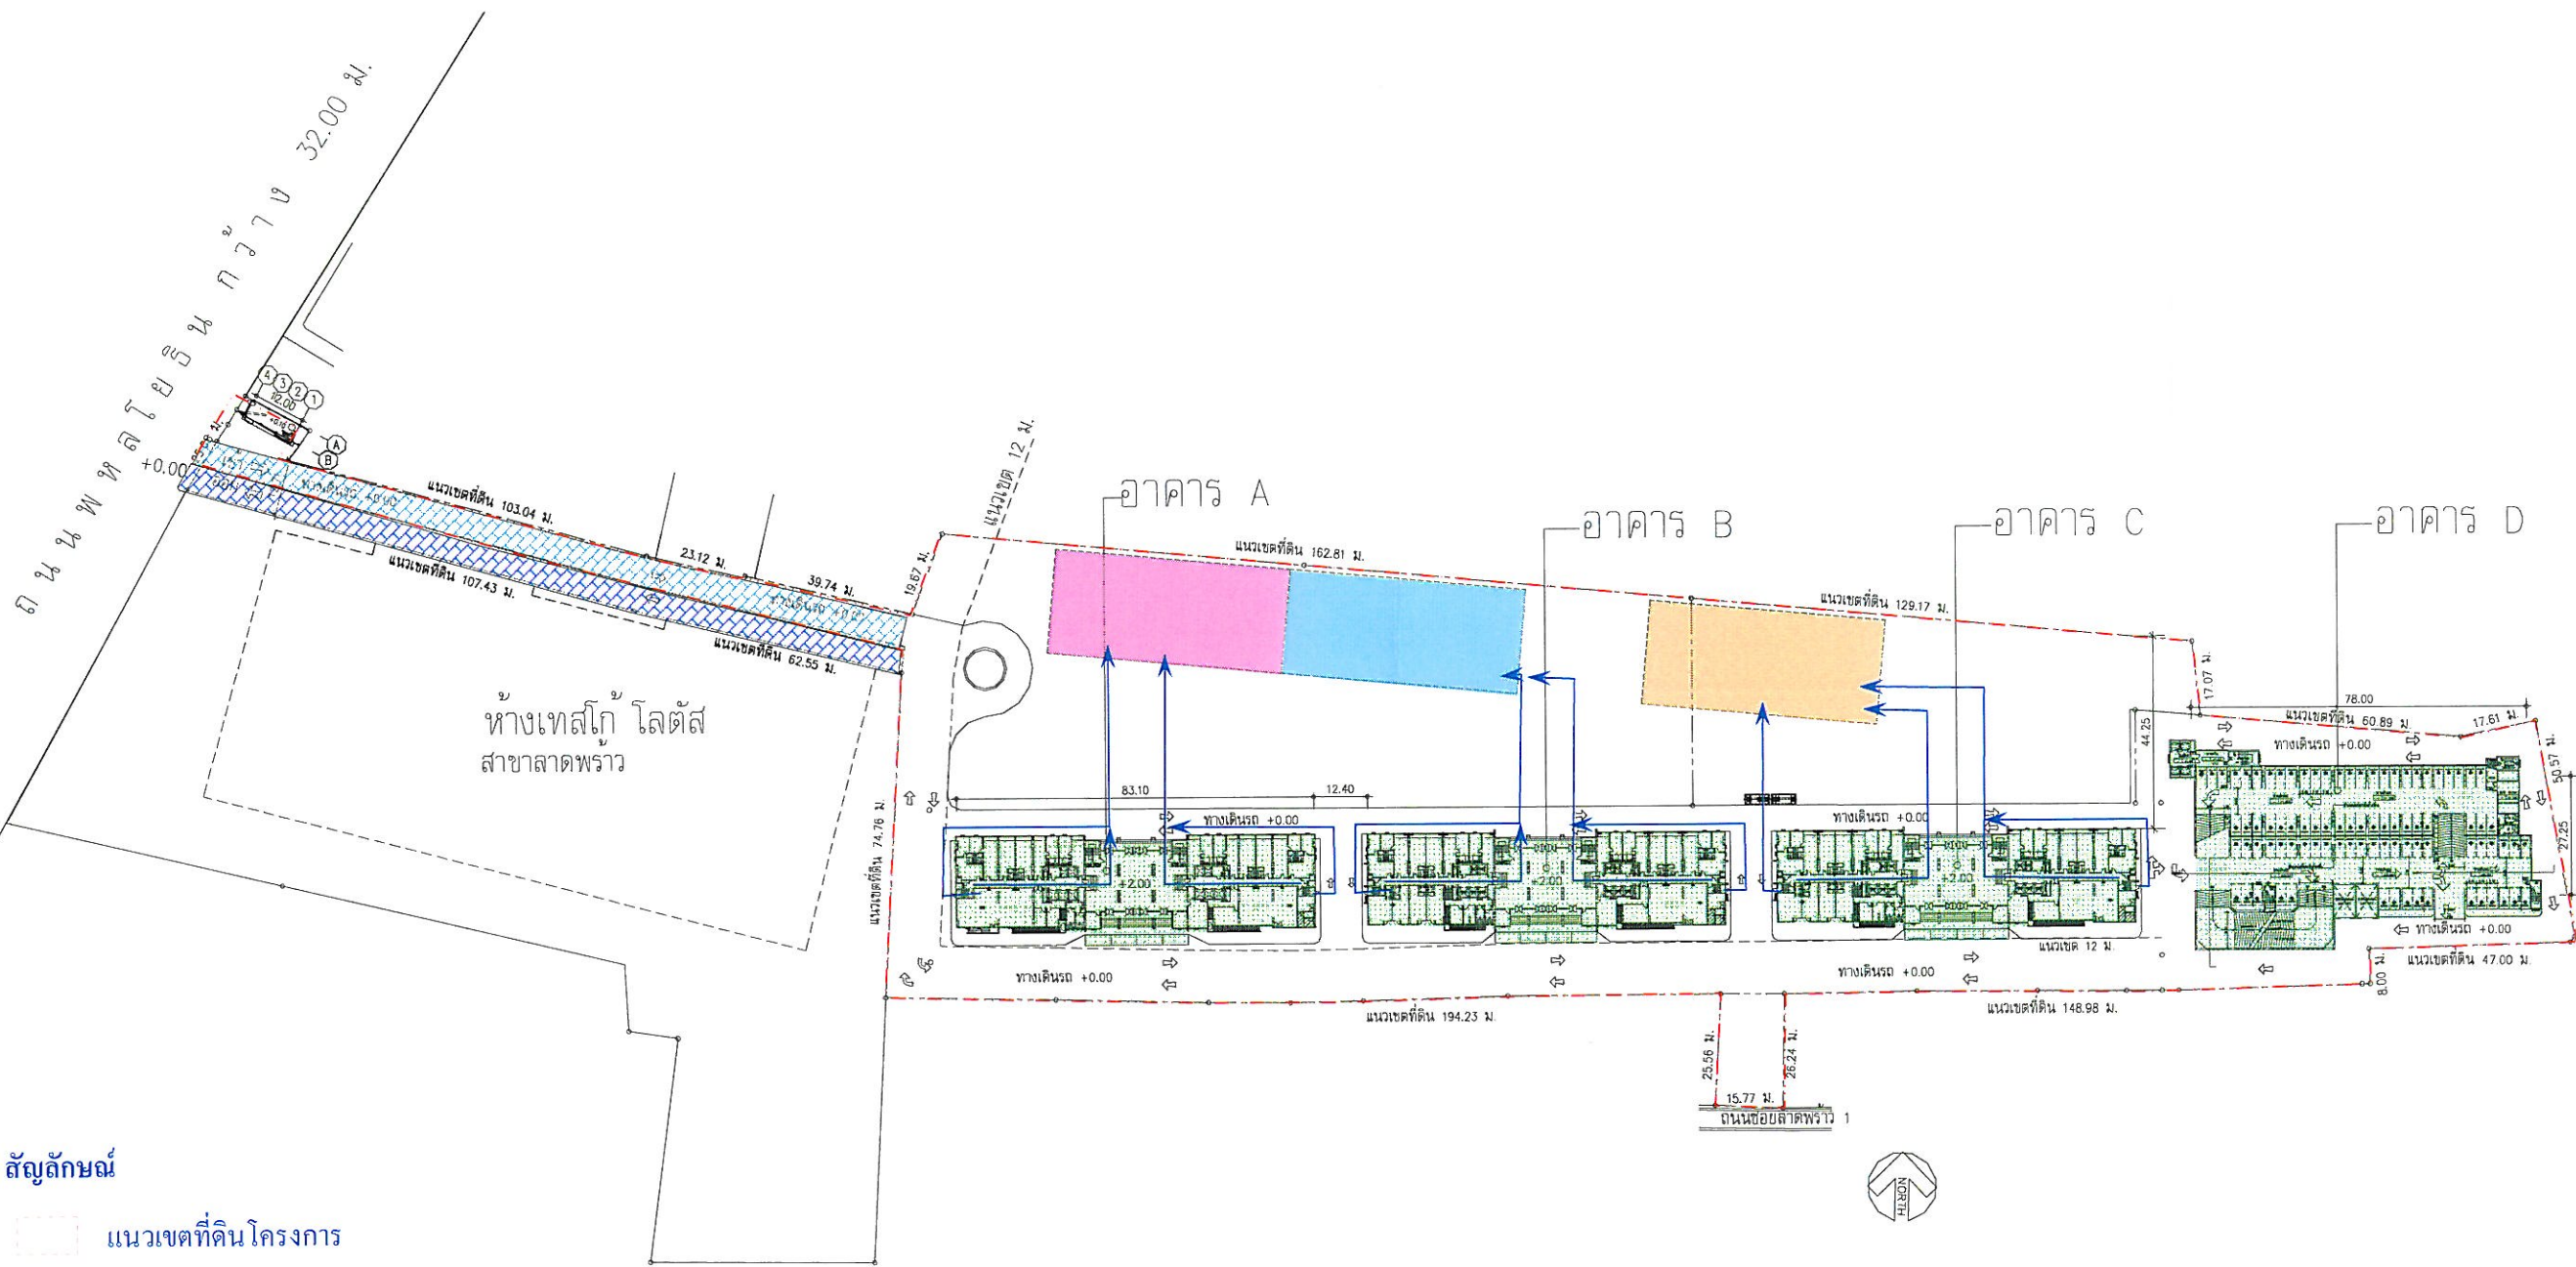 ถนนพหลโยธินกว้าง 32.00 ม.
4 3 2 1
12.00
A
B
+0.00
แนวเขตที่ดิน 103.04 ม.
23.12 ม.
39.74 ม.
19.67 ม.
แนวเขต 12 ม.
แนวเขตที่ดิน 107.43 ม.
แนวเขตที่ดิน 62.55 ม.
ห้างเทสโก้ โลตัส
สาขาลาดพร้าว
แนวเขตที่ดิน 74.76 ม.
อาคาร A
อาคาร B
อาคาร C
อาคาร D
แนวเขตที่ดิน 162.81 ม.
แนวเขตที่ดิน 129.17 ม.
17.07 ม.
78.00
แนวเขตที่ดิน 60.89 ม.
17.61 ม.
50.57 ม.
44.25
27.25
ทางเดินรถ +0.00
83.10
12.40
ทางเดินรถ +0.00
ทางเดินรถ +0.00
+2.00
+2.00
+2.00
ทางเดินรถ +0.00
แนวเขต 12 ม.
ทางเดินรถ +0.00
ทางเดินรถ +0.00
แนวเขตที่ดิน 47.00 ม.
8.00 ม.
แนวเขตที่ดิน 194.23 ม.
แนวเขตที่ดิน 148.98 ม.
25.56 ม.
26.24 ม.
15.77 ม.
ถนนซอยลาดพร้าว 1
NORTH
สัญลักษณ์
แนวเขตที่ดินโครงการ